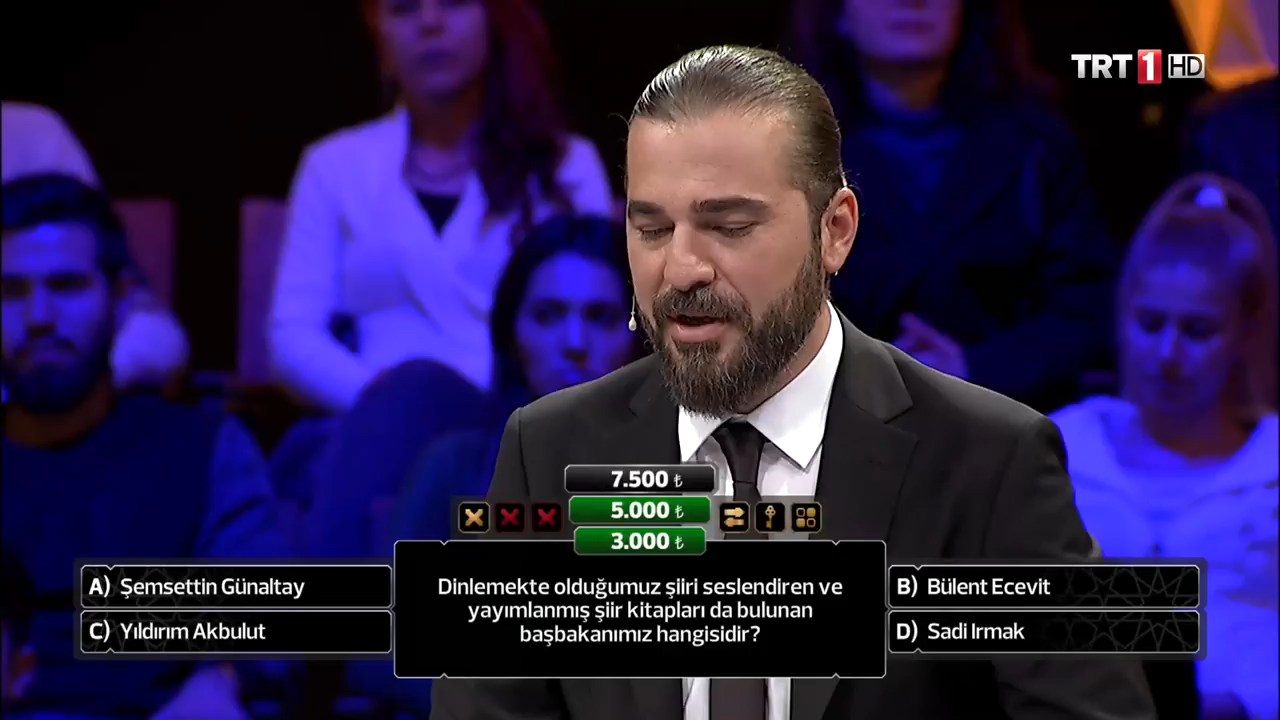 TRT 1 HD
7.500 ₺
5.000 ₺
3.000 ₺
A) Şemsettin Günaltay
B) Bülent Ecevit
C) Yıldırım Akbulut
D) Sadi Irmak
Dinlemekte olduğumuz şiiri seslendiren ve
yayımlanmış şiir kitapları da bulunan
başbakanımız hangisidir?